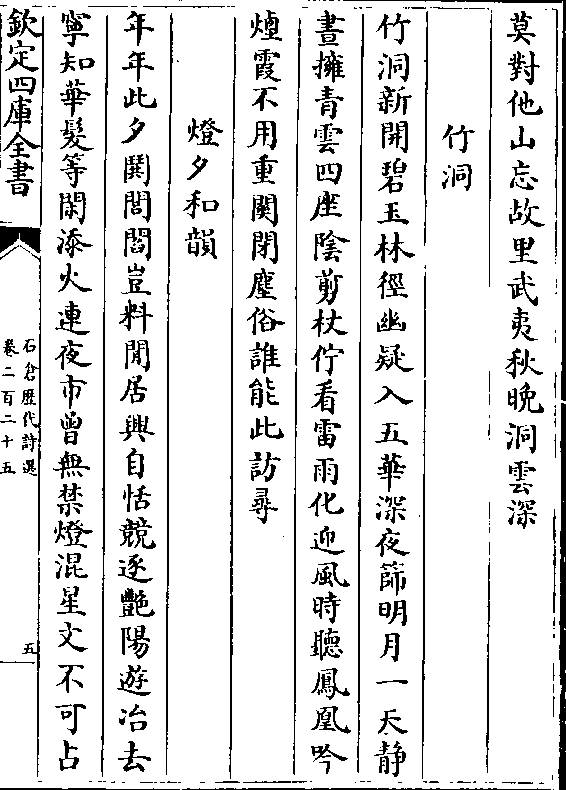 莫對他山忘故里武夷秋晚洞雲深
竹洞
竹洞新開碧玉林徑幽疑入五華深夜篩明月一天静
晝擁青雲四座陰剪杖佇看雷雨化迎風時聽鳳凰吟
煙霞不用重關閉塵俗誰能此訪尋
燈夕和韻
年年此夕鬭閭閻豈料閒居興自恬競逐艷陽遊冶去
寧知華髮等閑添火連夜市曾無禁燈混星文不可占
欽定四庫全書
石倉歴代詩選
卷二百二十五
五